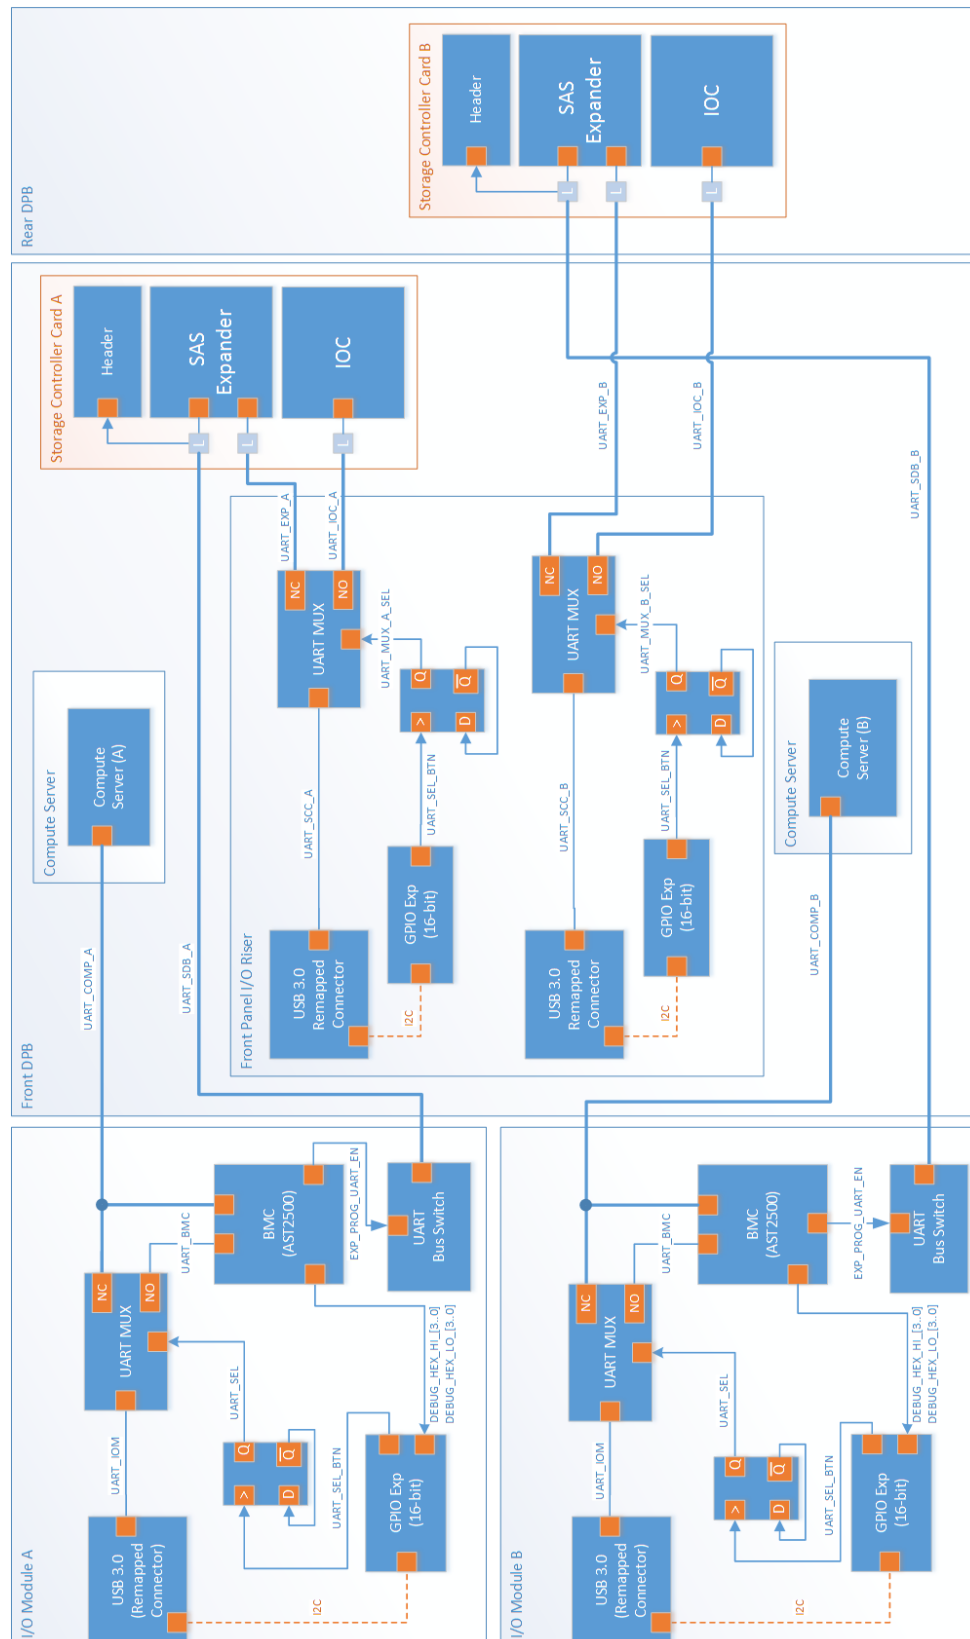 Rear DPB
Storage Controller Card B
Header
SAS
Expander
IOC
L
L
L
Front DPB
Storage Controller Card A
Header
SAS
Expander
IOC
L
L
L
UART_EXP_A
UART_IOC_A
UART_EXP_B
UART_IOC_B
UART_SDB_B
Compute Server
Compute
Server (A)
UART_COMP_A
UART_SDB_A
Front Panel I/O Riser
NC
NO
UART MUX
UART_MUX_A_SEL
Q
Q
>
D
UART_SCC_A
UART_SEL_BTN
GPIO Exp
(16-bit)
USB 3.0
Remapped
Connector
I2C
NC
NO
UART MUX
UART_MUX_B_SEL
Q
Q
>
D
UART_SCC_B
UART_SEL_BTN
GPIO Exp
(16-bit)
USB 3.0
Remapped
Connector
I2C
Compute Server
Compute
Server (B)
UART_COMP_B
I/O Module A
NC
NO
UART MUX
UART_BMC
BMC
(AST2500)
EXP_PROG_UART_EN
UART
Bus Switch
UART_IOM
UART_SEL
Q
Q
>
D
UART_SEL_BTN
DEBUG_HEX_HI_[3..0]
DEBUG_HEX_LO_[3..0]
GPIO Exp
(16-bit)
USB 3.0
(Remapped
Connector)
I2C
I/O Module B
NC
NO
UART MUX
UART_BMC
BMC
(AST2500)
EXP_PROG_UART_EN
UART
Bus Switch
UART_IOM
UART_SEL
Q
Q
>
D
UART_SEL_BTN
DEBUG_HEX_HI_[3..0]
DEBUG_HEX_LO_[3..0]
GPIO Exp
(16-bit)
USB 3.0
(Remapped
Connector)
I2C